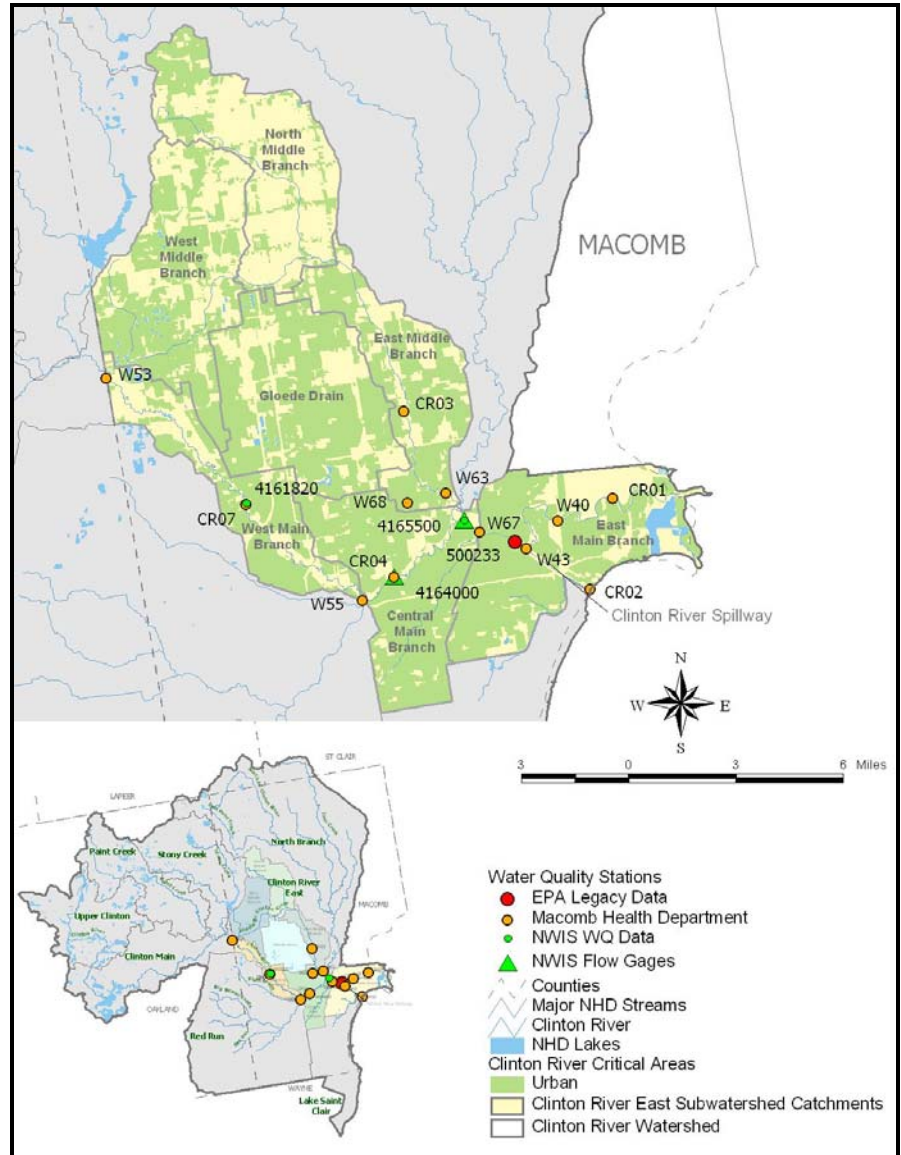 North
Middle
Branch
MACOMB
West
Middle
Branch
East Middle
Branch
W53
Gloede Drain
CR03
4161820
W63
CR01
CR07
W68
W40
4165500
W67
West Main
Branch
East
Main Branch
500233
W43
CR04
4164000
CR02
W55
Clinton River Spillway
Central
Main
Branch
N
W
E
S
3
0
3
6 Miles
ST CLAIR
LAPEER
Paint Creek
Stony Creek
North Branch
Clinton River
East
MACOMB
Upper Clinton
Clinton Main
OAKLAND
Red Run
WAYNE
Lake Saint
Clair
Water Quality Stations
EPA Legacy Data
Macomb Health Department
NWIS WQ Data
NWIS Flow Gages
Counties
Major NHD Streams
Clinton River
NHD Lakes
Clinton River Critical Areas
Urban
Clinton River East Subwatershed Catchments
Clinton River Watershed